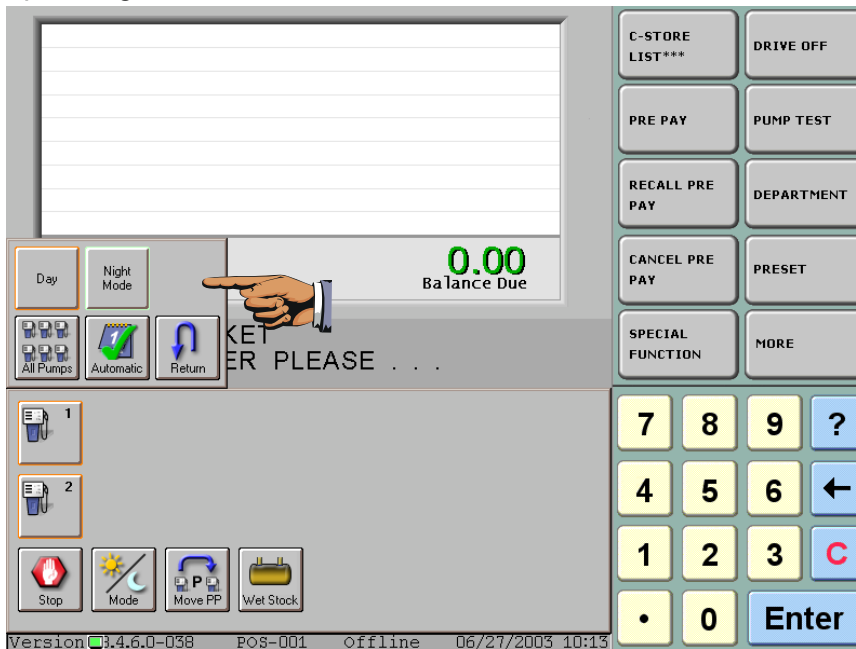 C-STORE
LIST***
DRIVE OFF
PRE PAY
PUMP TEST
RECALL PRE
PAY
DEPARTMENT
CANCEL PRE
PAY
PRESET
SPECIAL
FUNCTION
MORE
0.00
Balance Due
Day
Night
Mode
All Pumps
1
Automatic
Return
KET
ER PLEASE . . .
1
2
Stop
Mode
P
Move PP
Wet Stock
7 8 9 ?
4 5 6 ←
1 2 3 C
• 0 Enter
Version .4.6.0-038 POS-001 Offline 06/27/2003 10:13